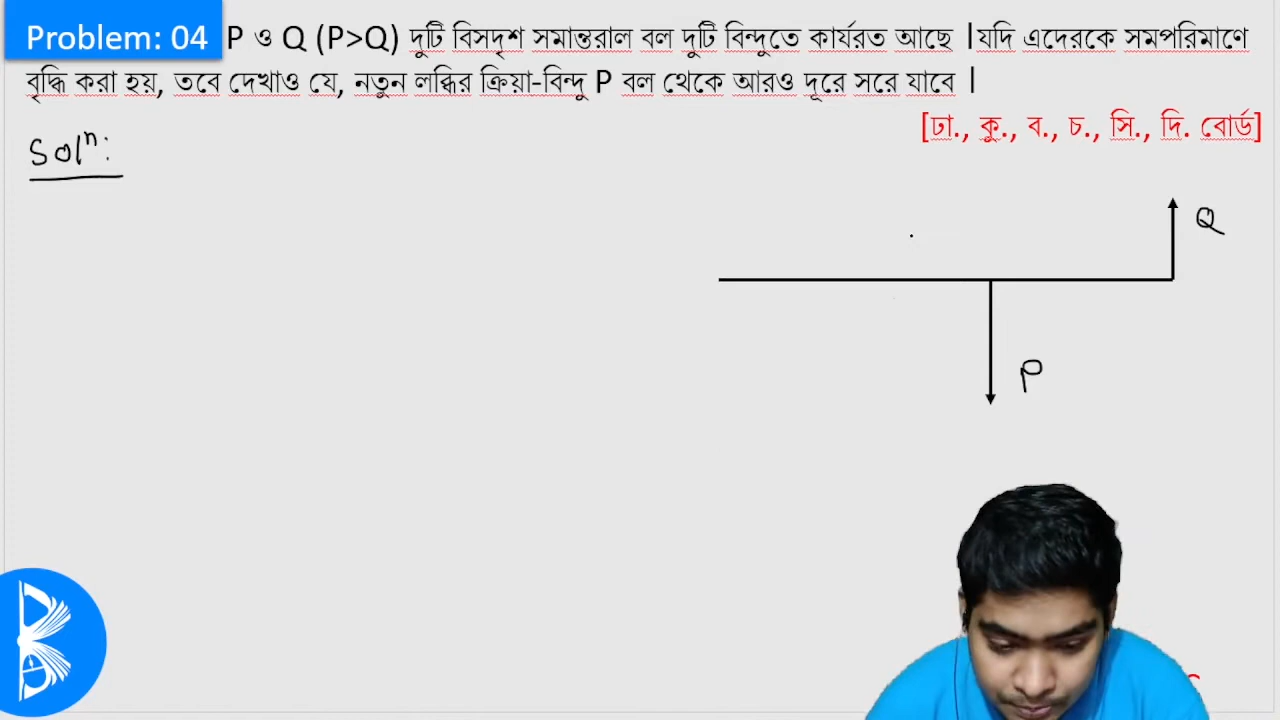 Problem: 04 P ও Q (P>Q) দুটি বিসদৃশ সমান্তরাল বল দুটি বিন্দুতে কার্যরত আছে ।যদি এদেরকে সমপরিমাণে
বৃদ্ধি করা হয়, তবে দেখাও যে, নতুন লব্ধির ক্রিয়া-বিন্দু P বল থেকে আরও দূরে সরে যাবে ।
[ঢা., কু., ব., চ., সি., দি. বোর্ড]
Solⁿ:
Q
P